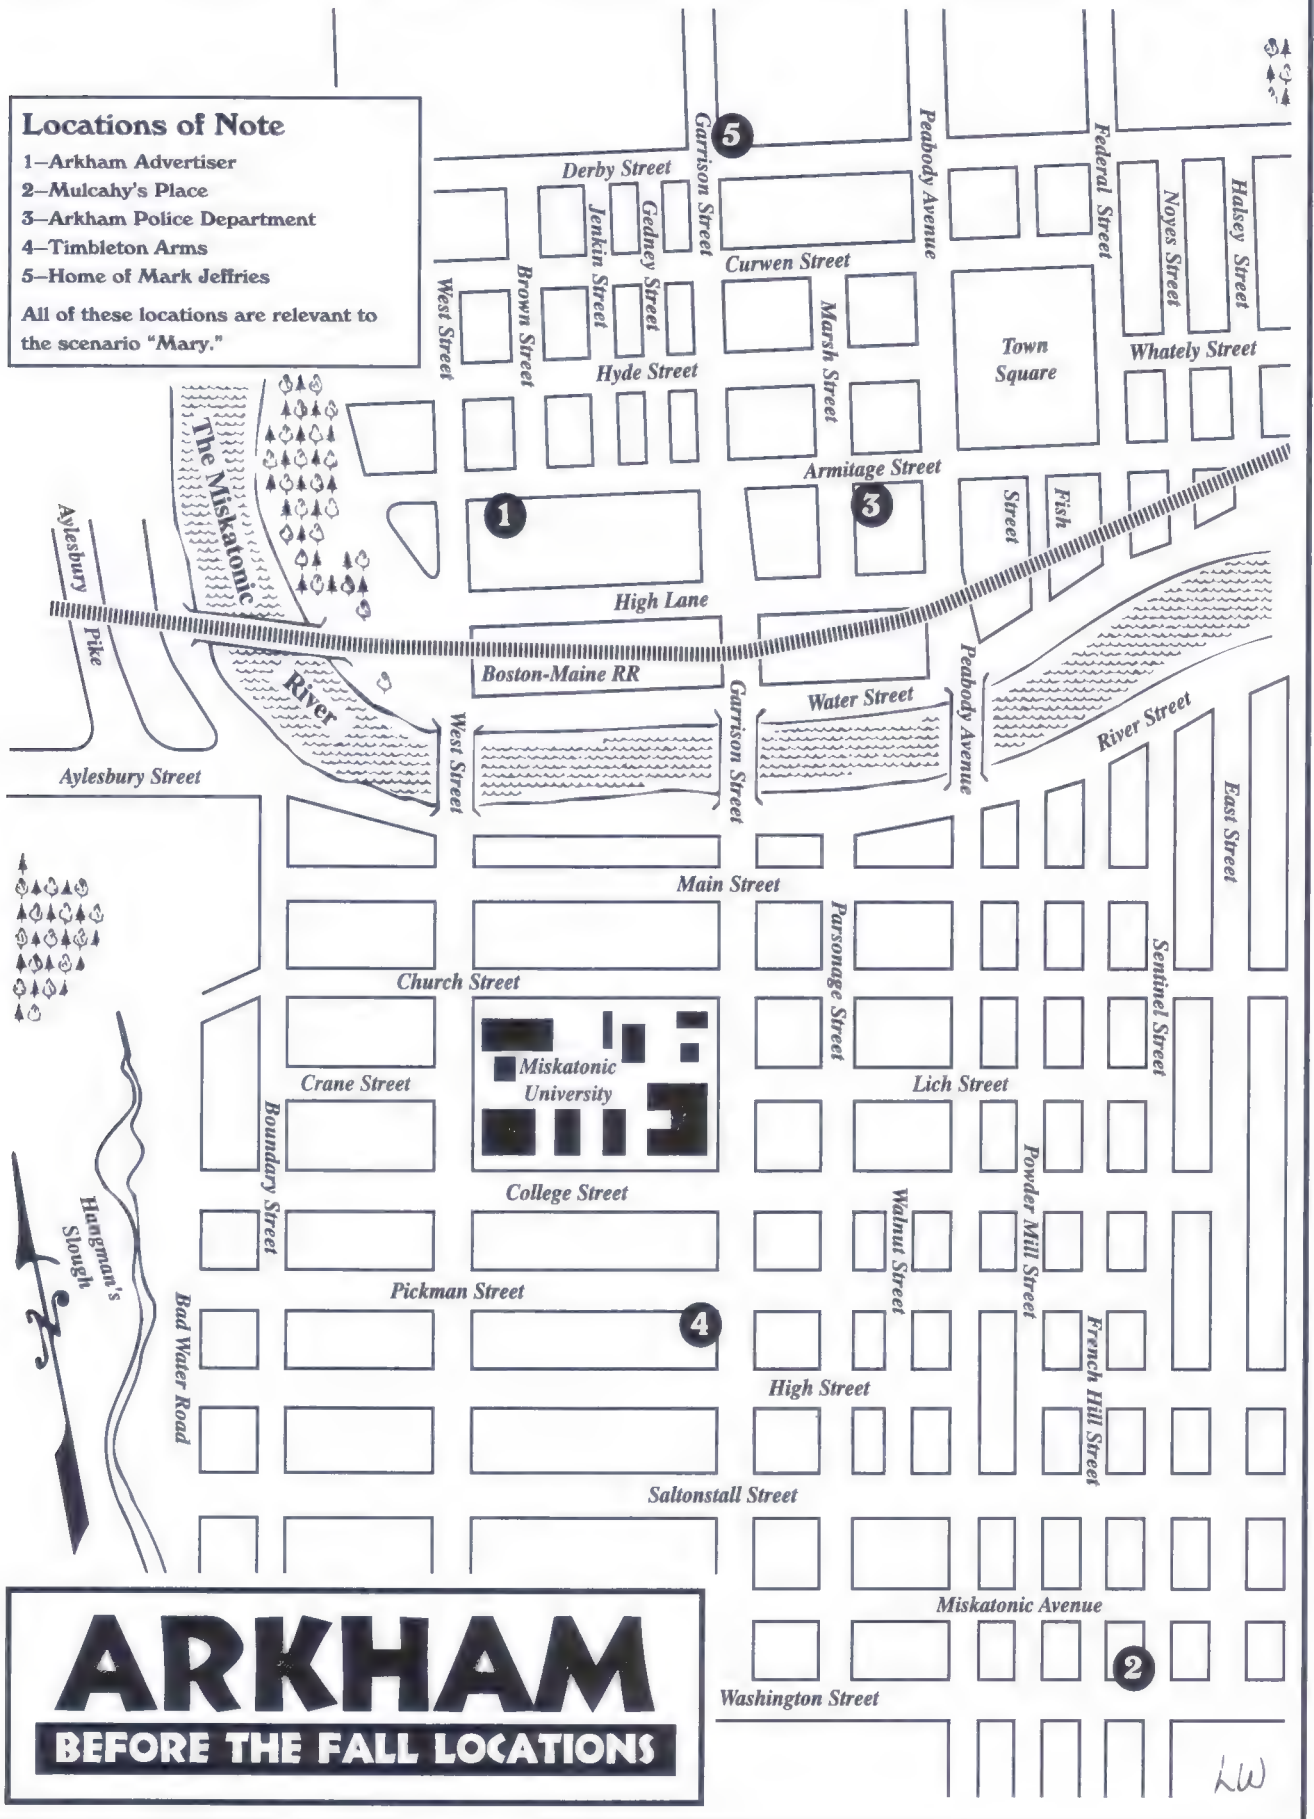 Locations of Note
1–Arkham Advertiser
2–Mulcahy's Place
3–Arkham Police Department
4–Timbleton Arms
5–Home of Mark Jeffries
All of these locations are relevant to
the scenario "Mary."
5
Derby Street
Garrison Street
Peabody Avenue
Federal Street
Noyes Street
Halsey Street
Jenkin Street
Gedney Street
Curwen Street
West Street
Brown Street
Marsh Street
Hyde Street
Town
Square
Whately Street
Armitage Street
The Miskatonic
River
Aylesbury
Pike
1
3
Street
Fish
High Lane
Boston-Maine RR
Water Street
Peabody Avenue
Garrison Street
West Street
River Street
Aylesbury Street
East Street
Main Street
Parsonage Street
Church Street
Sentinel Street
Miskatonic
University
Crane Street
Lich Street
Boundary Street
Powder Mill Street
College Street
Walnut Street
Hangman's
Slough
Pickman Street
4
Bad Water Road
French Hill Street
High Street
Saltonstall Street
Miskatonic Avenue
2
Washington Street
ARKHAM
BEFORE THE FALL LOCATIONS
LW